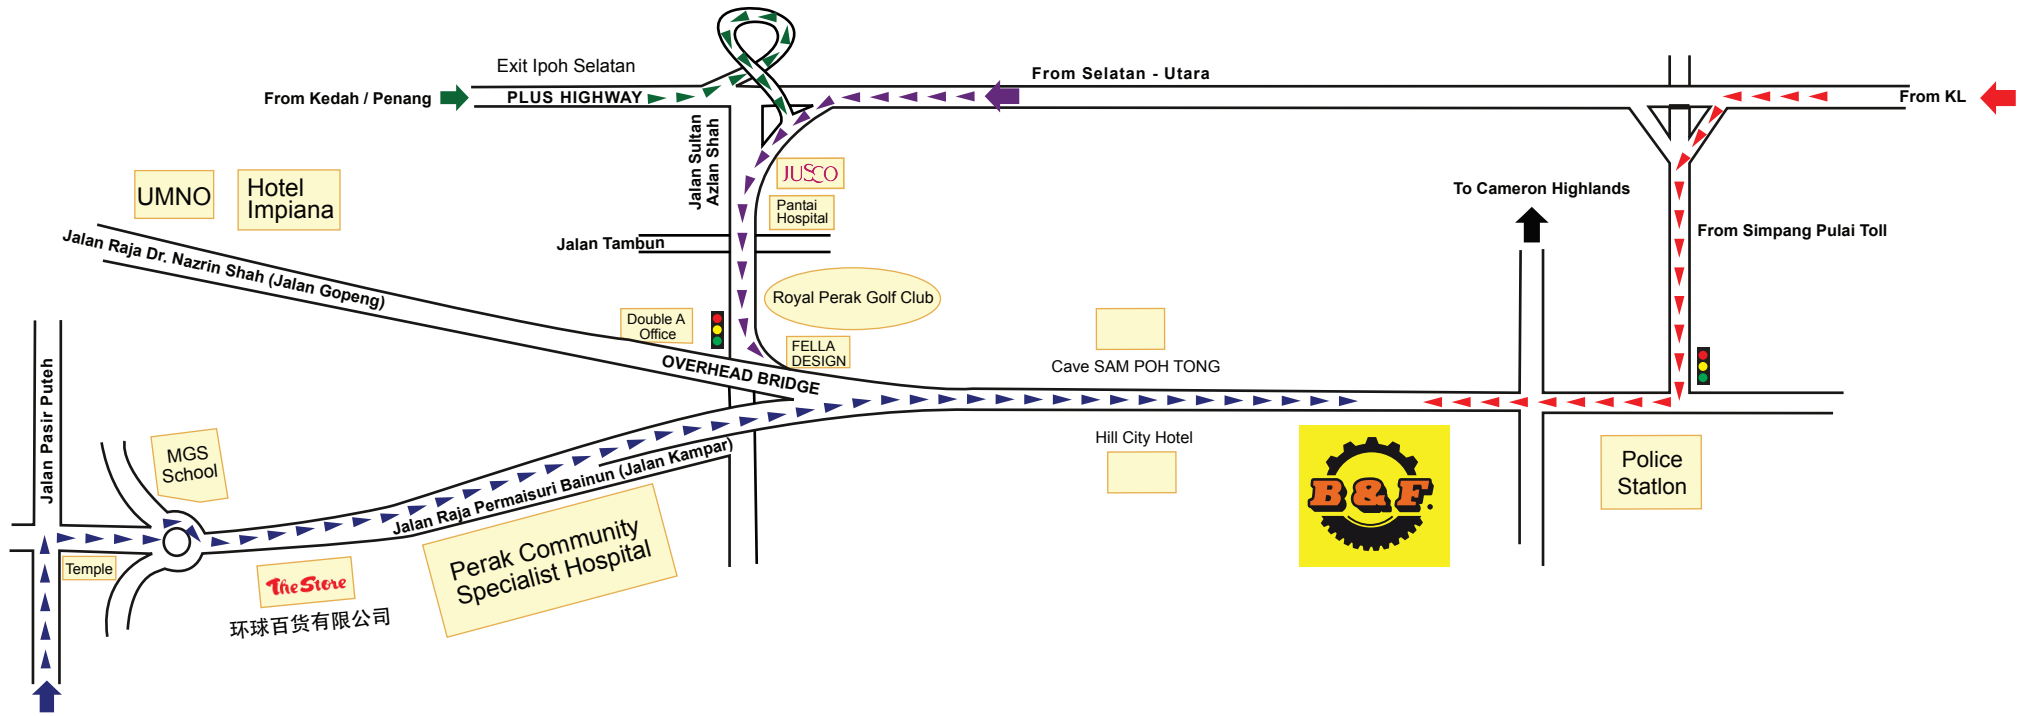 Exit Ipoh Selatan
From Kedah / Penang
PLUS HIGHWAY
From Selatan - Utara
From KL
Jalan Sultan
Azlan Shah
JUSCO
Pantai
Hospital
UMNO
Hotel
Impiana
To Cameron Highlands
From Simpang Pulai Toll
Jalan Tambun
Jalan Raja Dr. Nazrin Shah (Jalan Gopeng)
Royal Perak Golf Club
Double A
Office
FELLA
DESIGN
OVERHEAD BRIDGE
Cave SAM POH TONG
Jalan Pasir Puteh
MGS
School
Hill City Hotel
B & F
Police
Statlon
Jalan Raja Permaisuri Bainun (Jalan Kampar)
Perak Community
Specialist Hospital
Temple
The Store
环球百货有限公司